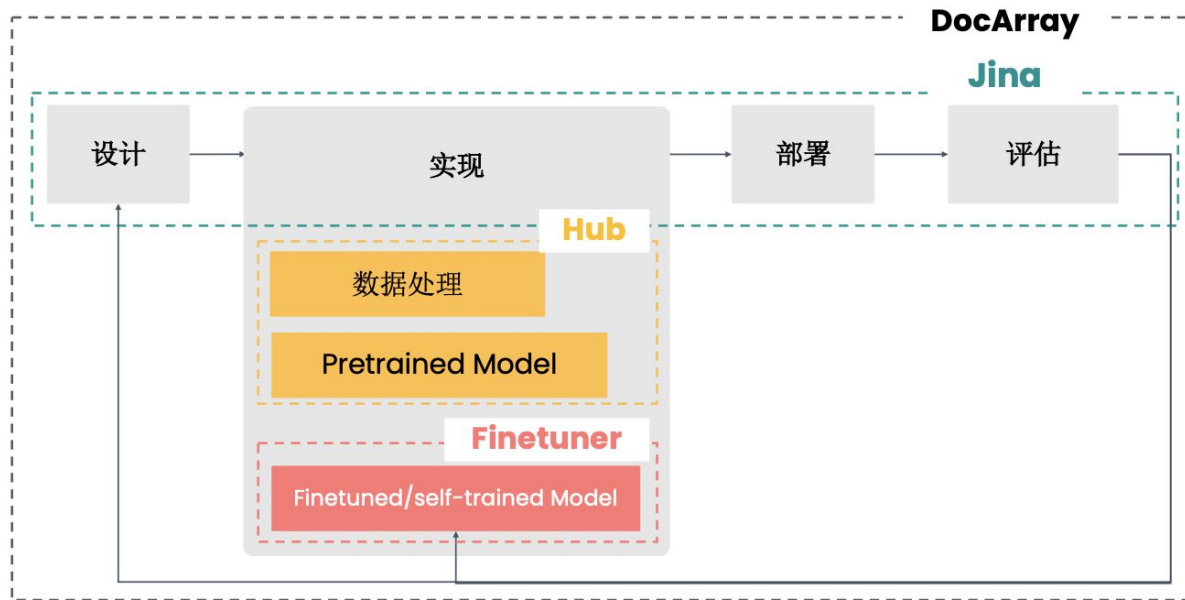 DocArray
Jina
设计
实现
部署
评估
Hub
数据处理
Pretrained Model
Finetuner
Finetuned/self-trained Model